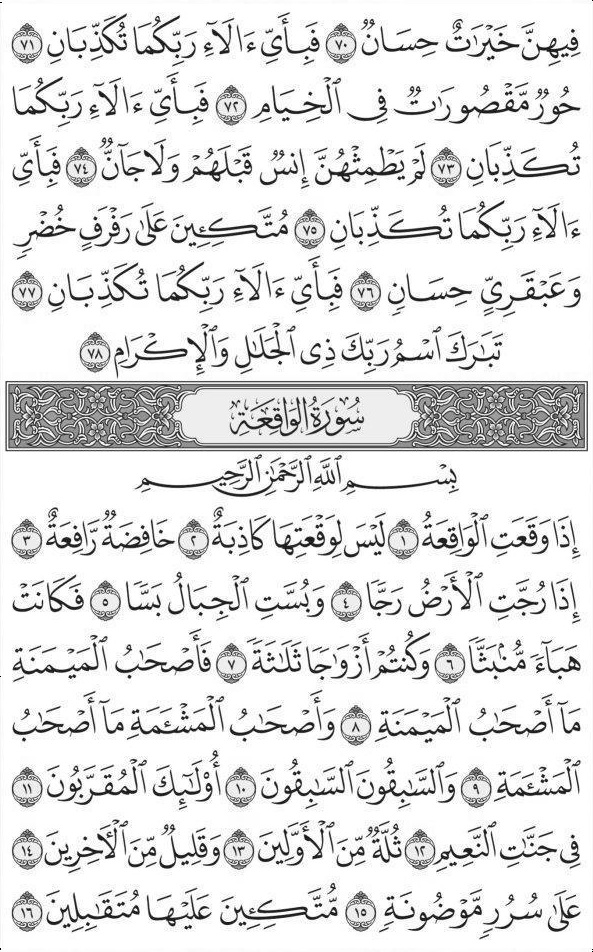 فِيهِنَّ خَيْرَٰتٌ حِسَانٌ ٧٠ فَبِأَيِّ ءَالَآءِ رَبِّكُمَا تُكَذِّبَانِ ٧١
حُورٌ مَّقْصُورَٰتٌ فِي ٱلْخِيَامِ ٧٢ فَبِأَيِّ ءَالَآءِ رَبِّكُمَا
تُكَذِّبَانِ ٧٣ لَمْ يَطْمِثْهُنَّ إِنسٌ قَبْلَهُمْ وَلَا جَآنٌّ ٧٤ فَبِأَيِّ
ءَالَآءِ رَبِّكُمَا تُكَذِّبَانِ ٧٥ مُتَّكِـِٔينَ عَلَىٰ رَفْرَفٍ خُضْرٍ
وَعَبْقَرِيٍّ حِسَانٍ ٧٦ فَبِأَيِّ ءَالَآءِ رَبِّكُمَا تُكَذِّبَانِ ٧٧
تَبَٰرَكَ ٱسْمُ رَبِّكَ ذِي ٱلْجَلَٰلِ وَٱلْإِكْرَامِ ٧٨
سُورَةُ الوَاقِعَةِ
بِسْمِ ٱللَّهِ ٱلرَّحْمَٰنِ ٱلرَّحِيمِ
إِذَا وَقَعَتِ ٱلْوَاقِعَةُ ١ لَيْسَ لِوَقْعَتِهَا كَاذِبَةٌ ٢ خَافِضَةٌ رَّافِعَةٌ ٣
إِذَا رُجَّتِ ٱلْأَرْضُ رَجًّا ٤ وَبُسَّتِ ٱلْجِبَالُ بَسًّا ٥ فَكَانَتْ
هَبَآءً مُّنۢبَثًّا ٦ وَكُنتُمْ أَزْوَٰجًا ثَلَٰثَةً ٧ فَأَصْحَٰبُ ٱلْمَيْمَنَةِ
مَآ أَصْحَٰبُ ٱلْمَيْمَنَةِ ٨ وَأَصْحَٰبُ ٱلْمَشْـَٔمَةِ مَآ أَصْحَٰبُ
ٱلْمَشْـَٔمَةِ ٩ وَٱلسَّٰبِقُونَ ٱلسَّٰبِقُونَ ١٠ أُو۟لَٰٓئِكَ ٱلْمُقَرَّبُونَ ١١
فِي جَنَّٰتِ ٱلنَّعِيمِ ١٢ ثُلَّةٌ مِّنَ ٱلْأَوَّلِينَ ١٣ وَقَلِيلٌ مِّنَ ٱلْأَخِرِينَ ١٤
عَلَىٰ سُرُرٍ مَّوْضُونَةٍ ١٥ مُّتَّكِـِٔينَ عَلَيْهَا مُتَقَٰبِلِينَ ١٦